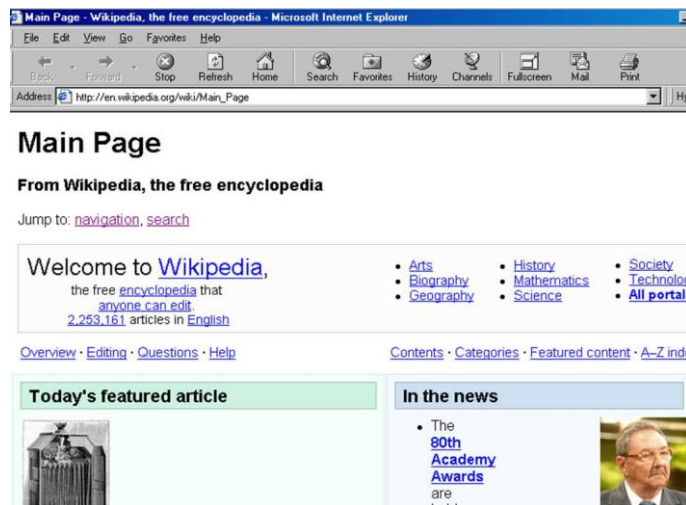 Main Page - Wikipedia, the free encyclopedia - Microsoft Internet Explorer
File Edit View Go Favorites Help
Back Forward Stop Refresh Home Search Favorites History Channels Fullscreen Mail Print
Address http://en.wikipedia.org/wiki/Main_Page
Main Page
From Wikipedia, the free encyclopedia
Jump to: navigation, search
Welcome to Wikipedia,
the free encyclopedia that
anyone can edit.
2,253,161 articles in English
• Arts
• Biography
• Geography
• History
• Mathematics
• Science
• Society
• Technolo
• All portal
Overview · Editing · Questions · Help
Contents · Categories · Featured content · A–Z ind
Today's featured article
In the news
• The
80th
Academy
Awards
are